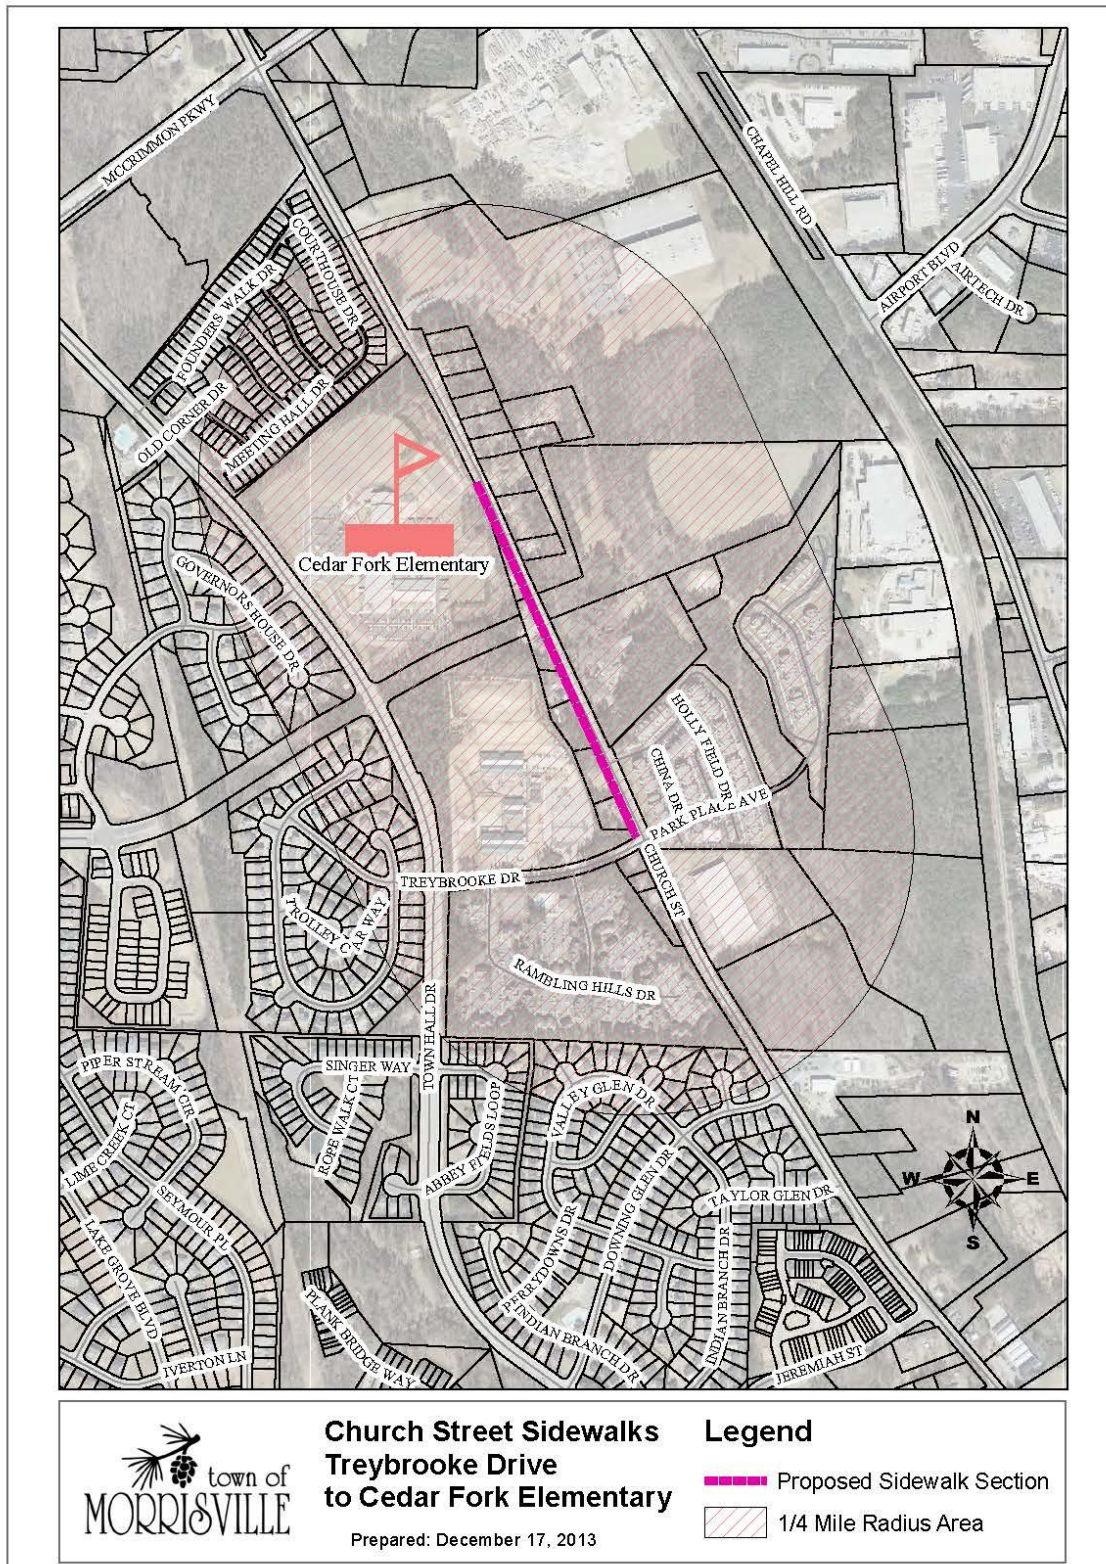 MCCRIMMON PKWY
CHAPEL HILL RD
COURTHOUSE DR
FOUNDERS WALK DR
AIRPORT BLVD
AIRTECH DR
OLD CORNER DR
MEETING HALL DR
Cedar Fork Elementary
GOVERNORS HOUSE DR
HOLLY FIELD DR
CHINA DR
PARK PLACE AVE
CHURCH ST
TREYBROOKE DR
TROLLEY CAR WAY
RAMBLING HILLS DR
TOWN HALL DR
PIPER STREAM CIR
SINGER WAY
ROPE WALK CT
VALLEY GLEN DR
LIME CREEK CT
ABBEY FIELDS LOOP
N
W
E
S
SEYMOUR PL
TAYLOR GLEN DR
DOWNING GLEN DR
LAKE GROVE BLVD
PERRYDOWNS DR
INDIAN BRANCH DR
INDIAN BRANCH DR
PLANK BRIDGE WAY
IVERTON LN
JEREMIAH ST
town of
MORRISVILLE
Church Street Sidewalks
Treybrooke Drive
to Cedar Fork Elementary
Prepared: December 17, 2013
Legend
Proposed Sidewalk Section
1/4 Mile Radius Area